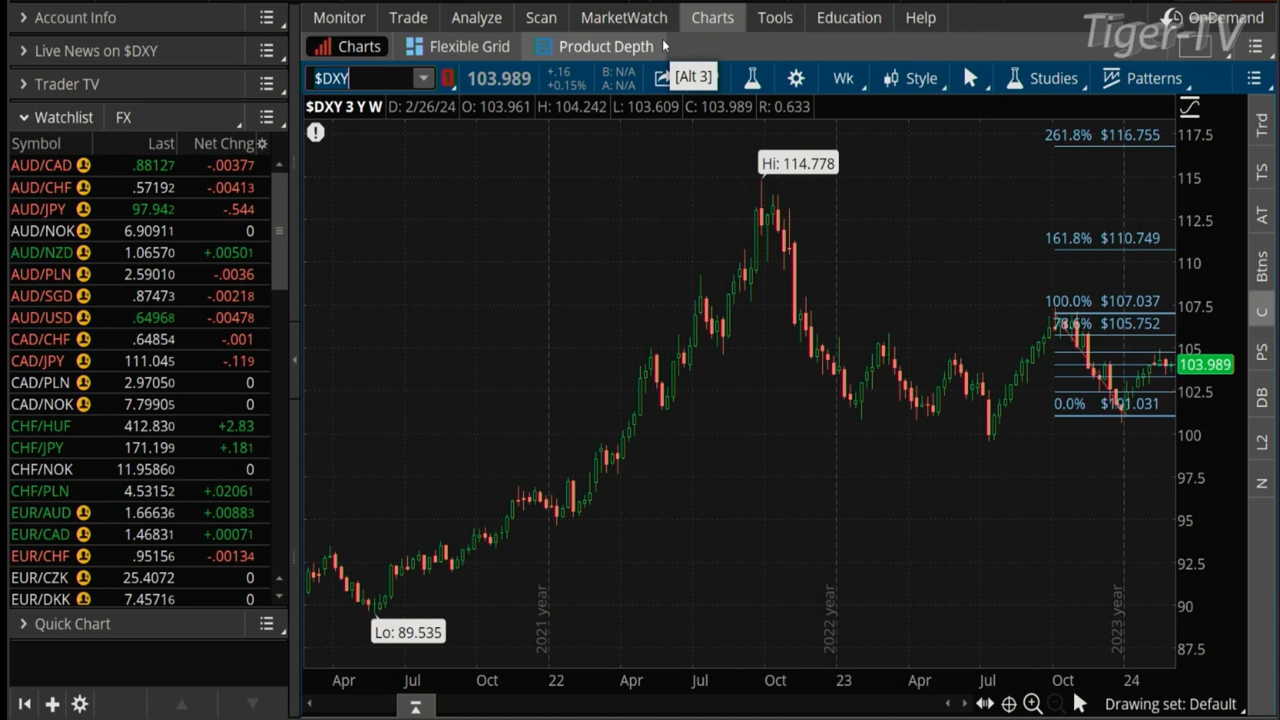 Account Info
Live News on $DXY
Tiger TV
Watchlist FX
Symbol Last Net Chng
AUD/CAD .88127 -.00377
AUD/CHF .57192 -.00413
AUD/JPY 97.942 -.544
AUD/NOK 6.90911 0
AUD/NZD 1.06570 +.00501
AUD/PLN 2.59010 -.0036
AUD/SGD .87473 -.00218
AUD/USD .64968 -.00478
CAD/CHF .64854 -.001
CAD/JPY 111.045 -.119
CAD/PLN 2.97050 0
CAD/NOK 7.79905 0
CHF/HUF 412.830 +2.83
CHF/JPY 171.199 +.181
CHF/NOK 11.95860 0
CHF/PLN 4.53152 +.02061
EUR/AUD 1.66636 +.00883
EUR/CAD 1.46831 +.00071
EUR/CHF .95156 -.00134
EUR/CZK 25.4072 0
EUR/DKK 7.45716 0
Quick Chart
Monitor Trade Analyze Scan MarketWatch Charts Tools Education Help
OnDemand
Tiger-TV
Charts Flexible Grid Product Depth
[Alt 3]
$DXY 103.989 +.16 B: N/A
+0.15% A: N/A
Wk Style Studies Patterns
$DXY 3 Y W D: 2/26/24 O: 103.961 H: 104.242 L: 103.609 C: 103.989 R: 0.633
Hi: 114.778
Lo: 89.535
261.8% $116.755
161.8% $110.749
100.0% $107.037
78.6% $105.752
0.0% $101.031
117.5
115
112.5
110
107.5
105
103.989
102.5
100
97.5
95
92.5
90
87.5
2021 year
2022 year
2023 year
Apr Jul Oct 22 Apr Jul Oct 23 Apr Jul Oct 24
Drawing set: Default
Trd
TS
AT
Btns
C
PS
DB
L2
N